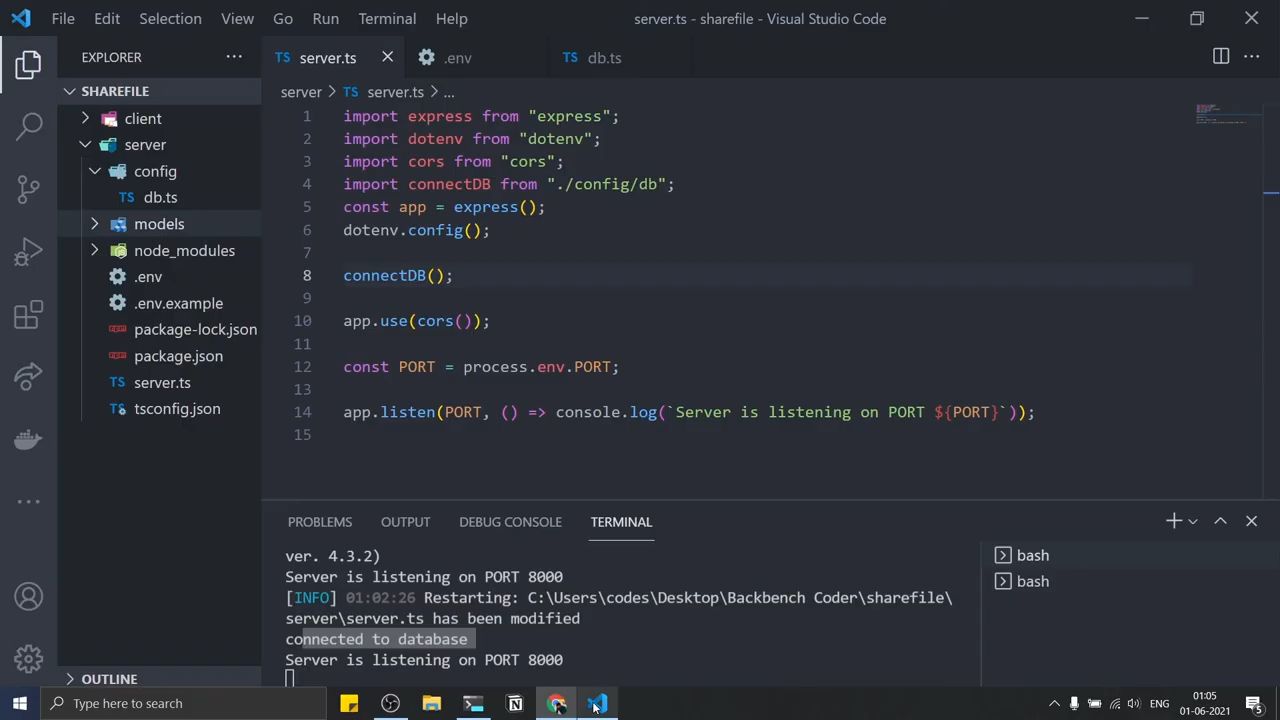 File Edit Selection View Go Run Terminal Help server.ts - sharefile - Visual Studio Code
EXPLORER
SHAREFILE
client
server
config
TS db.ts
models
node_modules
.env
.env.example
package-lock.json
package.json
TS server.ts
tsconfig.json
OUTLINE
TS server.ts .env TS db.ts
server > TS server.ts > ...
1 import express from "express";
2 import dotenv from "dotenv";
3 import cors from "cors";
4 import connectDB from "./config/db";
5 const app = express();
6 dotenv.config();
7
8 connectDB();
9
10 app.use(cors());
11
12 const PORT = process.env.PORT;
13
14 app.listen(PORT, () => console.log(`Server is listening on PORT ${PORT}`));
15
PROBLEMS OUTPUT DEBUG CONSOLE TERMINAL
ver. 4.3.2)
Server is listening on PORT 8000
[INFO] 01:02:26 Restarting: C:\Users\codes\Desktop\Backbench Coder\sharefile\
server\server.ts has been modified
connected to database
Server is listening on PORT 8000
bash
bash
Type here to search
ENG
01:05
01-06-2021
5